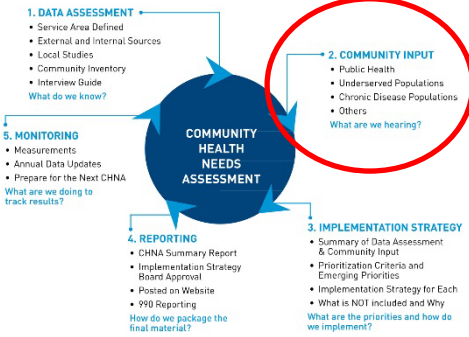 1. DATA ASSESSMENT
• Service Area Defined
• External and Internal Sources
• Local Studies
• Community Inventory
• Interview Guide
What do we know?
2. COMMUNITY INPUT
• Public Health
• Underserved Populations
• Chronic Disease Populations
• Others
What are we hearing?
COMMUNITY
HEALTH
NEEDS
ASSESSMENT
3. IMPLEMENTATION STRATEGY
• Summary of Data Assessment
& Community Input
• Prioritization Criteria and
Emerging Priorities
• Implementation Strategy for Each
• What is NOT included and Why
What are the priorities and how do
we implement?
4. REPORTING
• CHNA Summary Report
• Implementation Strategy
Board Approval
• Posted on Website
• 990 Reporting
How do we package the
final material?
5. MONITORING
• Measurements
• Annual Data Updates
• Prepare for the Next CHNA
What are we doing to
track results?